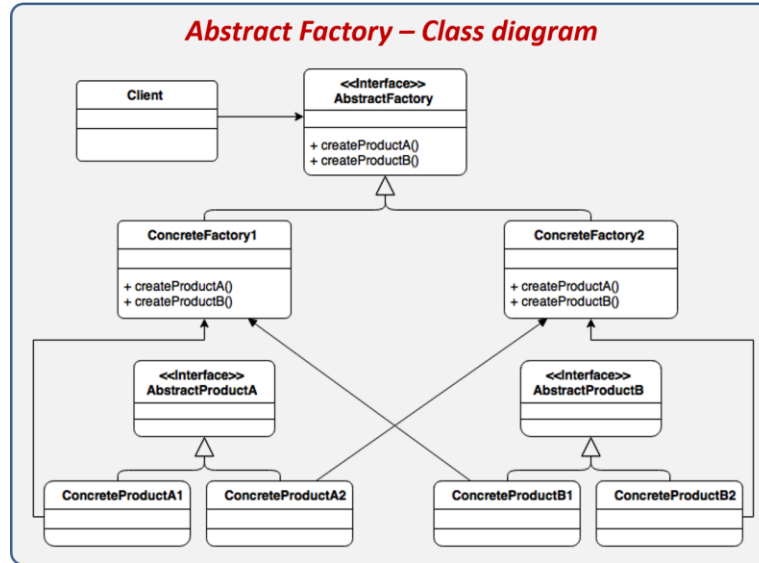 Abstract Factory – Class diagram
Client
<<Interface>>
AbstractFactory
+ createProductA()
+ createProductB()
ConcreteFactory1
+ createProductA()
+ createProductB()
ConcreteFactory2
+ createProductA()
+ createProductB()
<<Interface>>
AbstractProductA
<<Interface>>
AbstractProductB
ConcreteProductA1
ConcreteProductA2
ConcreteProductB1
ConcreteProductB2